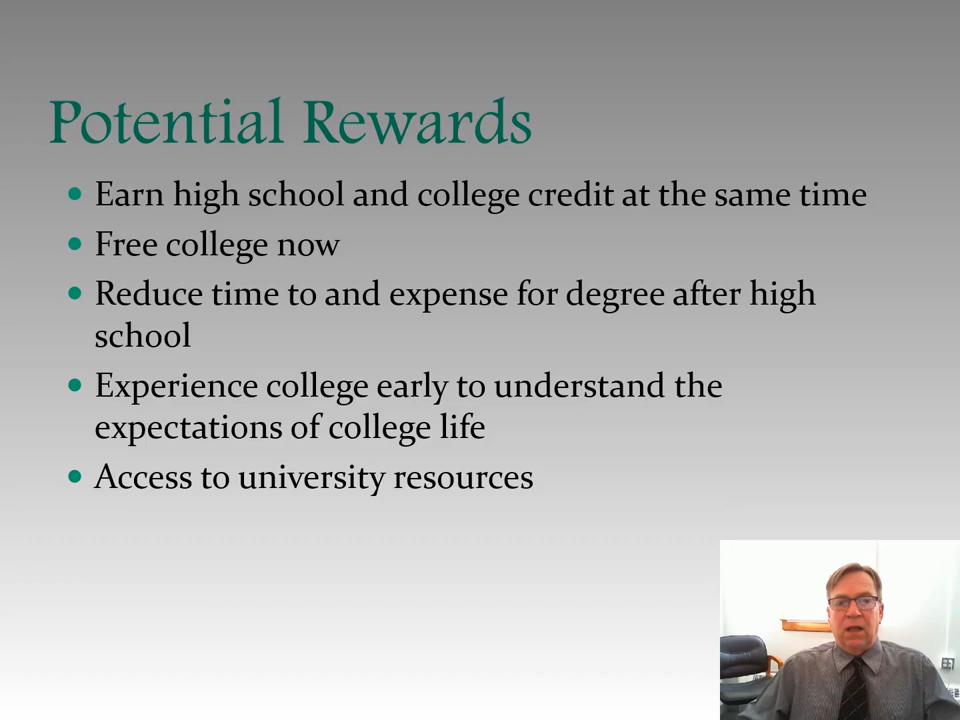 Potential Rewards
• Earn high school and college credit at the same time
• Free college now
• Reduce time to and expense for degree after high
school
• Experience college early to understand the
expectations of college life
• Access to university resources